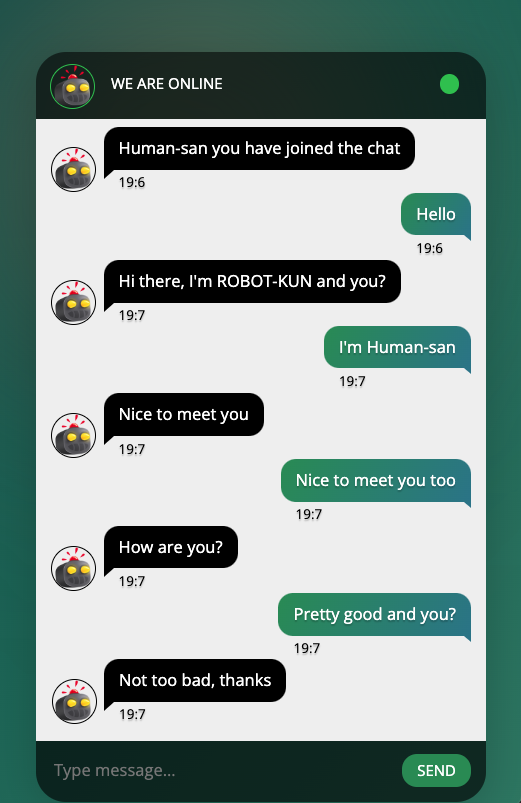 WE ARE ONLINE
Human-san you have joined the chat
19:6
Hello
19:6
Hi there, I'm ROBOT-KUN and you?
19:7
I'm Human-san
19:7
Nice to meet you
19:7
Nice to meet you too
19:7
How are you?
19:7
Pretty good and you?
19:7
Not too bad, thanks
19:7
Type message...
SEND